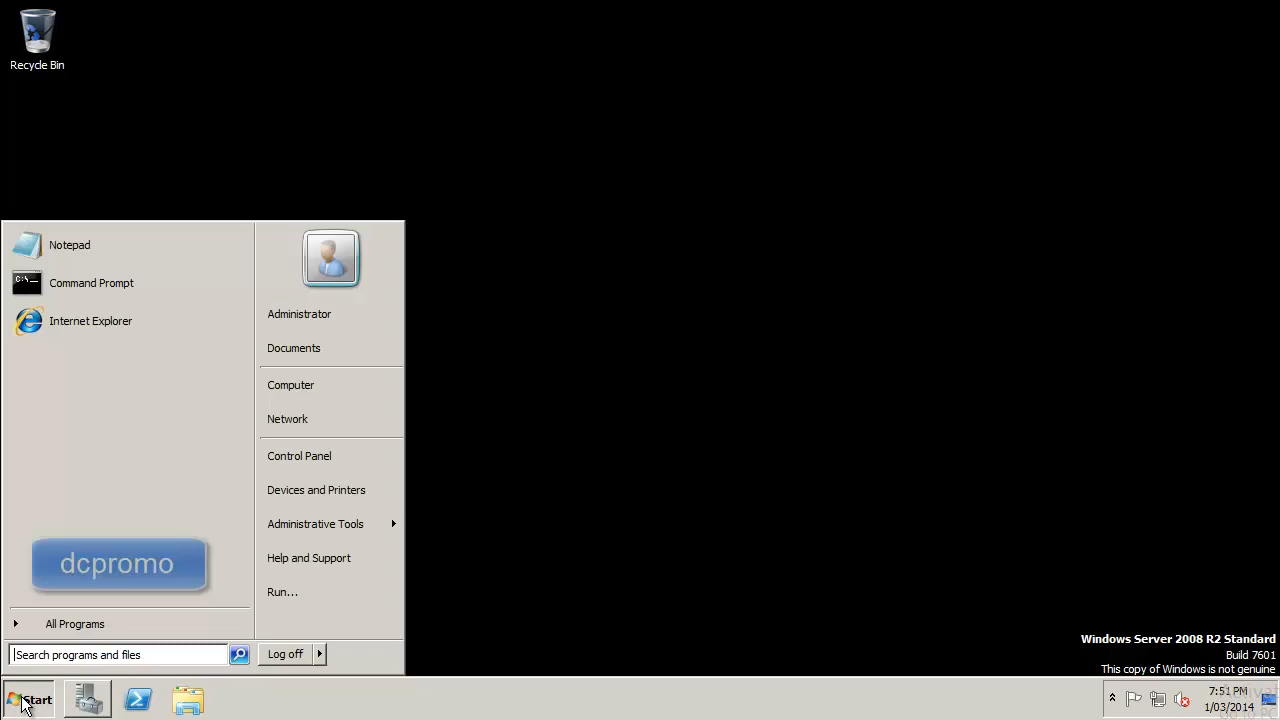 Recycle Bin
Notepad
Command Prompt
Internet Explorer
dcpromo
All Programs
Search programs and files
Administrator
Documents
Computer
Network
Control Panel
Devices and Printers
Administrative Tools
Help and Support
Run...
Log off
Windows Server 2008 R2 Standard
Build 7601
This copy of Windows is not genuine
Start
7:51 PM
1/03/2014